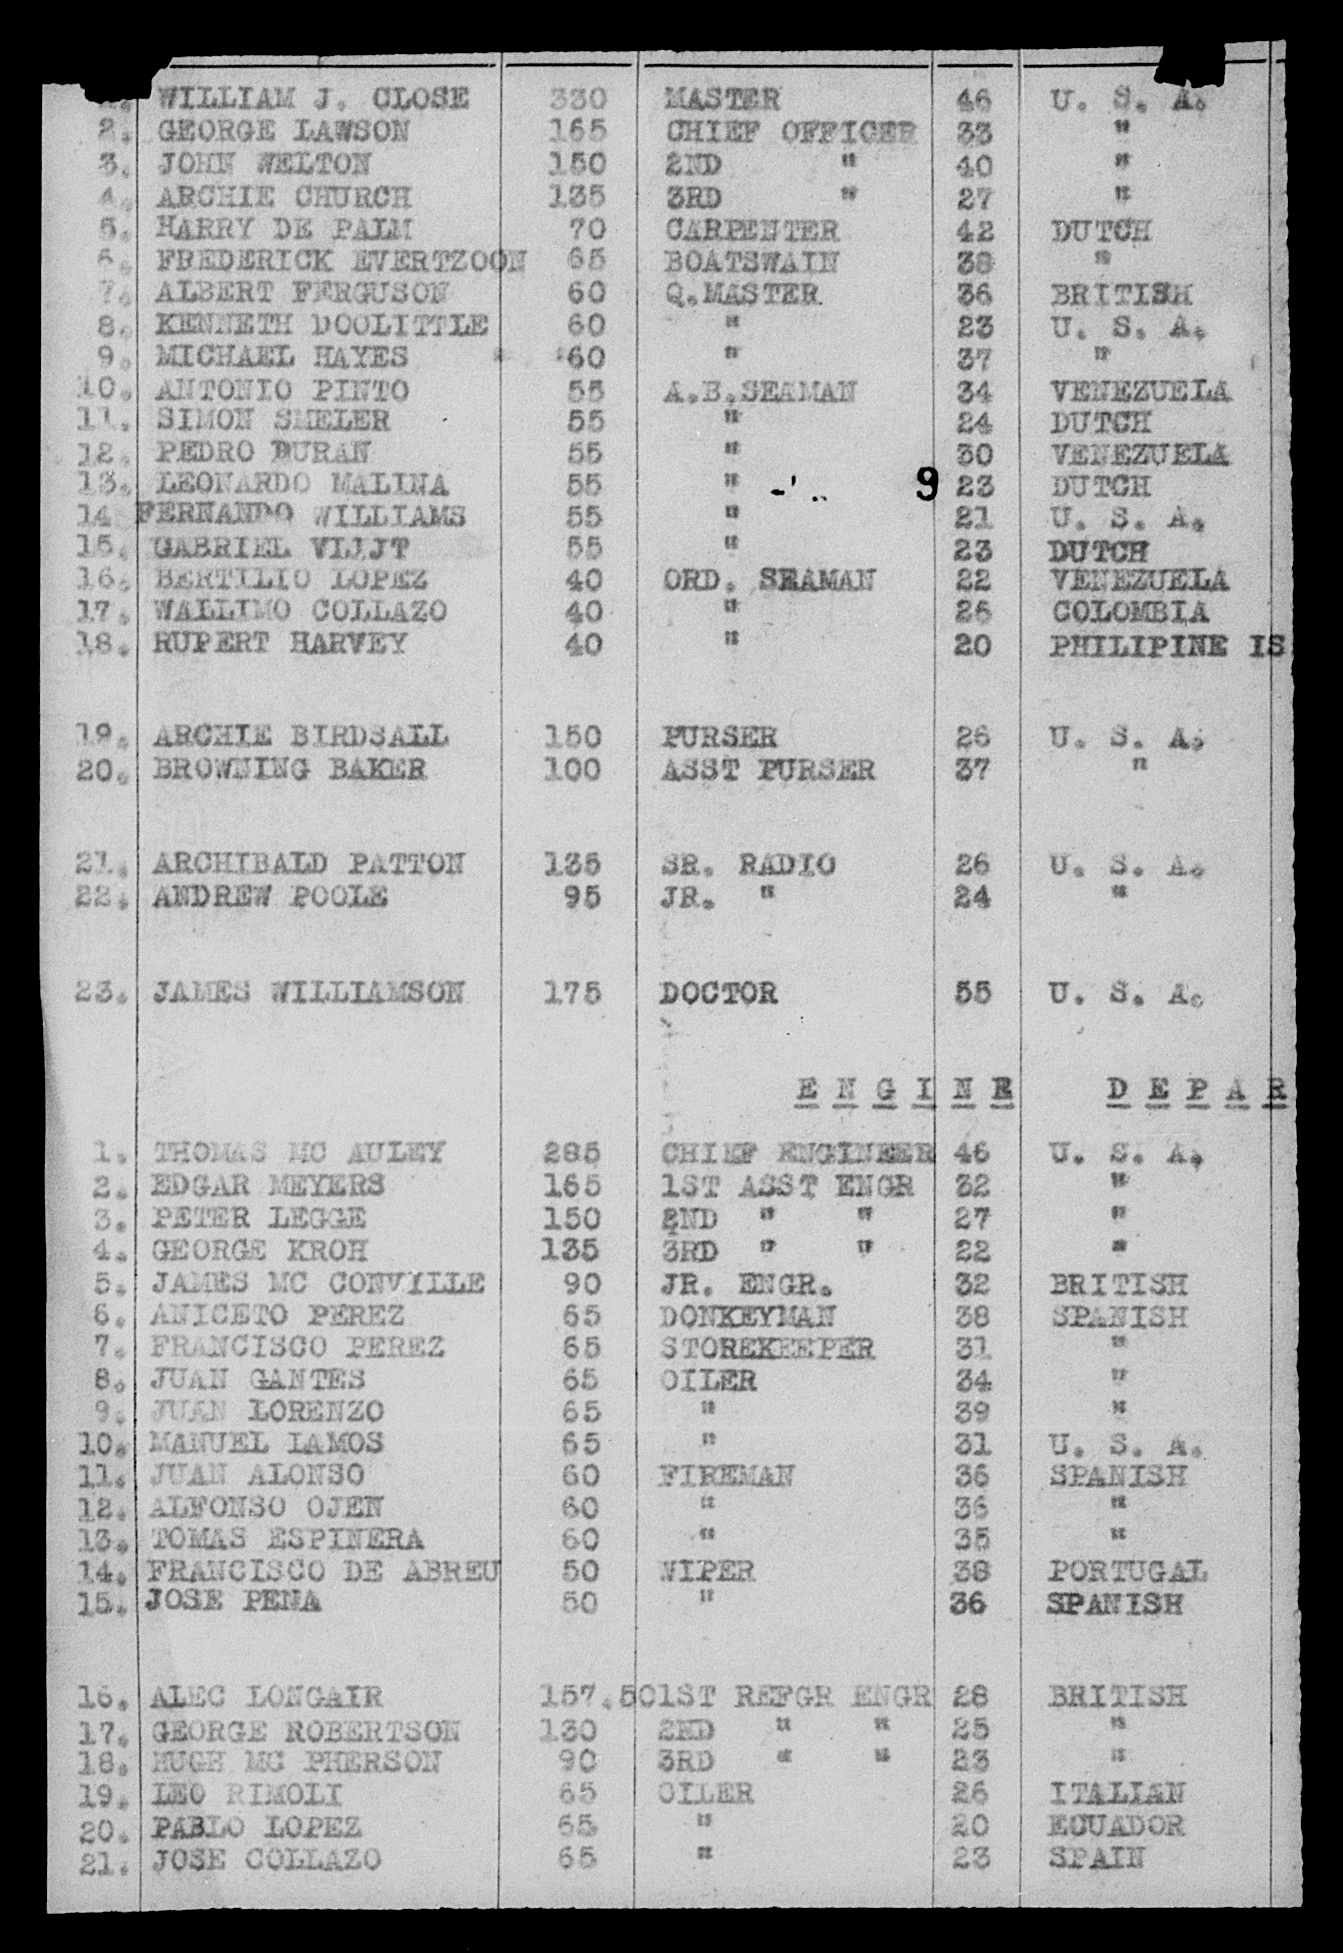 1. WILLIAM J. CLOSE 330 MASTER 46 U. S. A.
2. GEORGE LAWSON 165 CHIEF OFFICER 33 "
3. JOHN WELTON 150 2ND " 40 "
4. ARCHIE CHURCH 135 3RD " 27 "
5. HARRY DE PALM 70 CARPENTER 42 DUTCH
6. FREDERICK EVERTZOON 65 BOATSWAIN 38 "
7. ALBERT FERGUSON 60 Q.MASTER 36 BRITISH
8. KENNETH DOOLITTLE 60 " 23 U. S. A.
9. MICHAEL HAYES 60 " 37 "
10. ANTONIO PINTO 55 A.B.SEAMAN 34 VENEZUELA
11. SIMON SMELER 55 " 24 DUTCH
12. PEDRO DURAN 55 " 30 VENEZUELA
13. LEONARDO MALINA 55 " 9 23 DUTCH
14 FERNANDO WILLIAMS 55 " 21 U. S. A.
15. GABRIEL VIJJT 55 " 23 DUTCH
16. BERTILIO LOPEZ 40 ORD. SEAMAN 22 VENEZUELA
17. WALLIMO COLLAZO 40 " 25 COLOMBIA
18. RUPERT HARVEY 40 " 20 PHILIPINE IS
19. ARCHIE BIRDSALL 150 PURSER 26 U. S. A.
20. BROWNING BAKER 100 ASST PURSER 37 "
21. ARCHIBALD PATTON 135 SR. RADIO 26 U. S. A.
22. ANDREW POOLE 95 JR. " 24 "
23. JAMES WILLIAMSON 175 DOCTOR 55 U. S. A.
E N G I N E D E P A R
1. THOMAS MC AULEY 285 CHIEF ENGINEER 46 U. S. A.
2. EDGAR MEYERS 165 1ST ASST ENGR 32 "
3. PETER LEGGE 150 2ND " " 27 "
4. GEORGE KROH 135 3RD " " 22 "
5. JAMES MC CONVILLE 90 JR. ENGR. 32 BRITISH
6. ANICETO PEREZ 65 DONKEYMAN 38 SPANISH
7. FRANCISCO PEREZ 65 STOREKEEPER 31 "
8. JUAN GANTES 65 OILER 34 "
9. JUAN LORENZO 65 " 39 "
10. MANUEL LAMOS 65 " 31 U. S. A.
11. JUAN ALONSO 60 FIREMAN 36 SPANISH
12. ALFONSO OJEN 60 " 36 "
13. TOMAS ESPINERA 60 " 35 "
14. FRANCISCO DE ABREU 50 WIPER 38 PORTUGAL
15. JOSE PENA 50 " 36 SPANISH
16. ALEC LONGAIR 157.50 1ST REFGR ENGR 28 BRITISH
17. GEORGE ROBERTSON 130 2ND " " 25 "
18. HUGH MC PHERSON 90 3RD " " 23 "
19. LEO RIMOLI 65 OILER 26 ITALIAN
20. PABLO LOPEZ 65 " 20 ECUADOR
21. JOSE COLLAZO 65 " 23 SPAIN